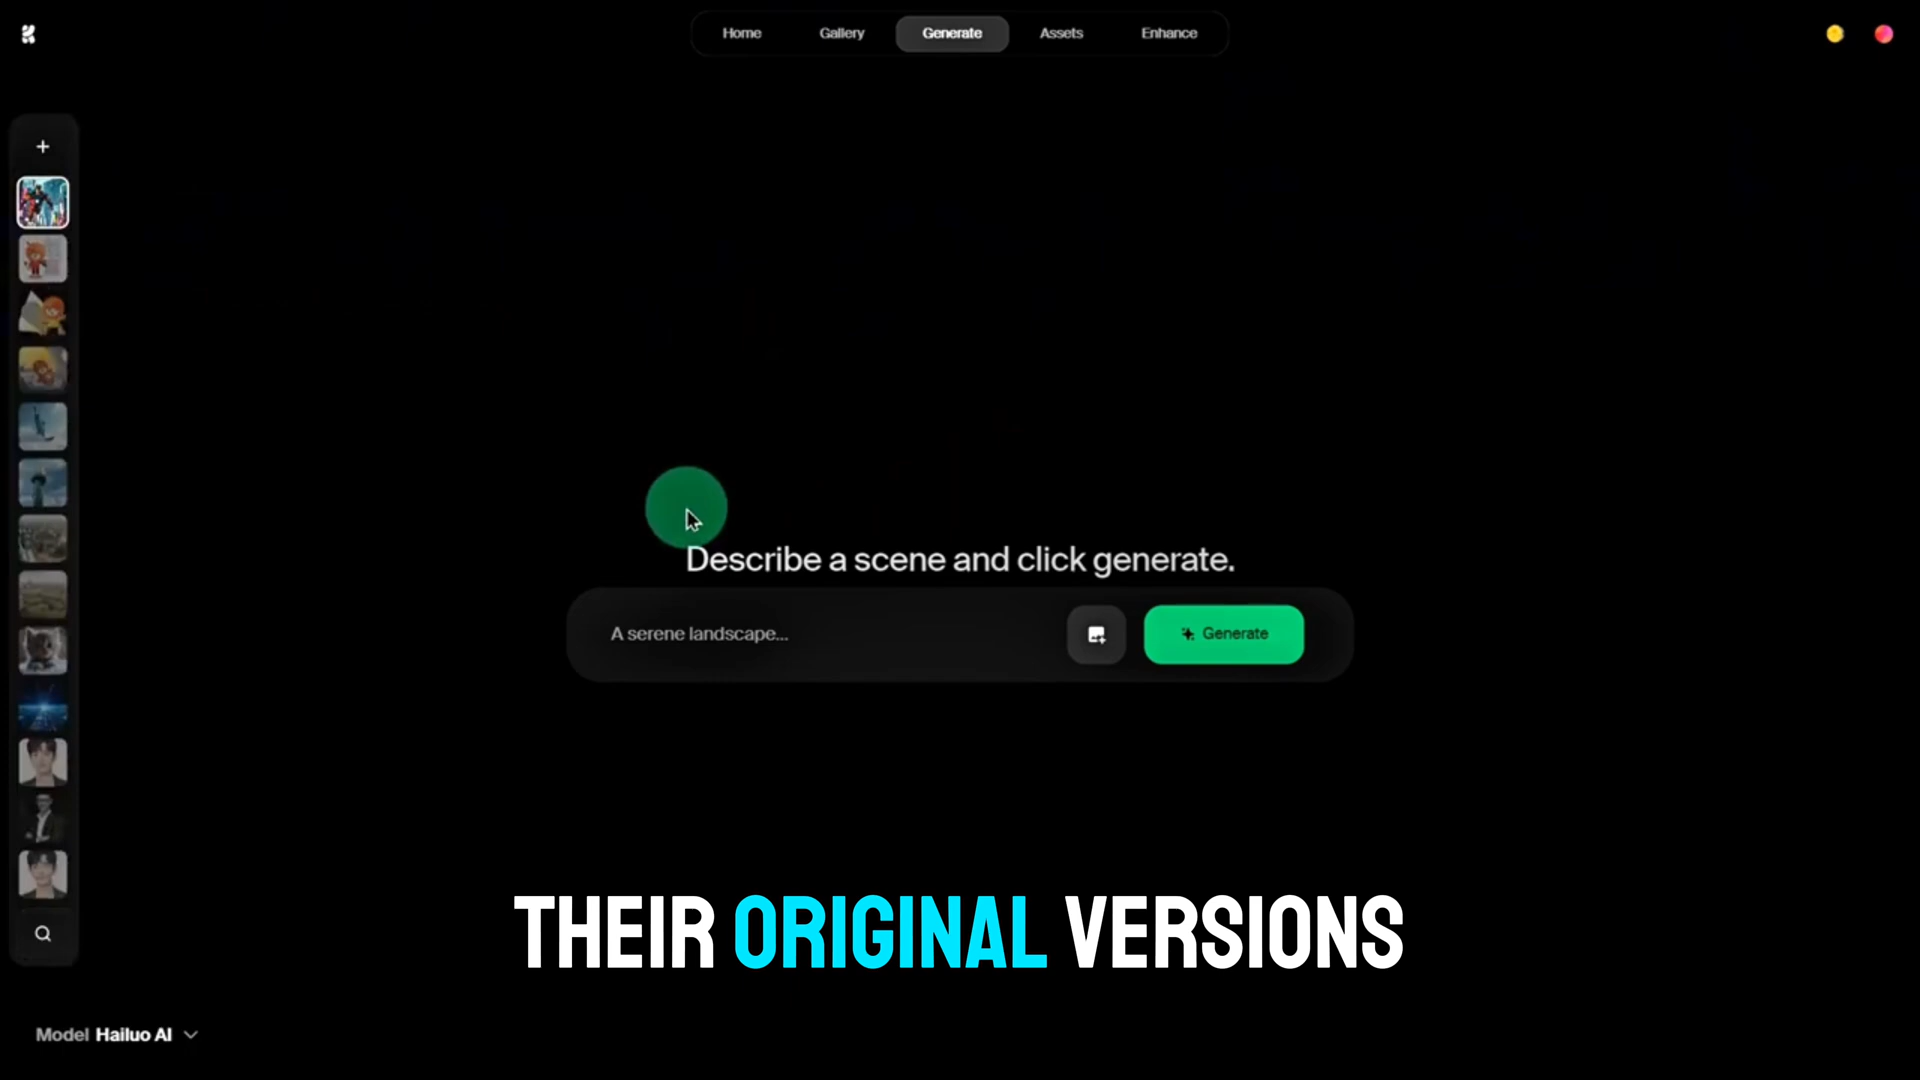 Home
Gallery
Generate
Assets
Enhance
Describe a scene and click generate.
A serene landscape...
Generate
THEIR ORIGINAL VERSIONS
Model Hailuo AI